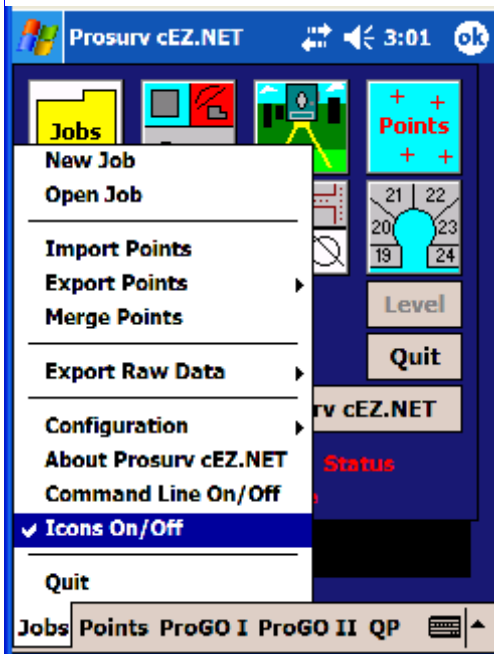 Prosurv cEZ.NET 3:01 ok
Jobs
Points
New Job
Open Job
21 22
20 23
19 24
Import Points
Export Points
Merge Points
Level
Export Raw Data
Quit
Configuration
rv cEZ.NET
About Prosurv cEZ.NET
Status
Command Line On/Off
Icons On/Off
Quit
Jobs Points ProGO I ProGO II QP